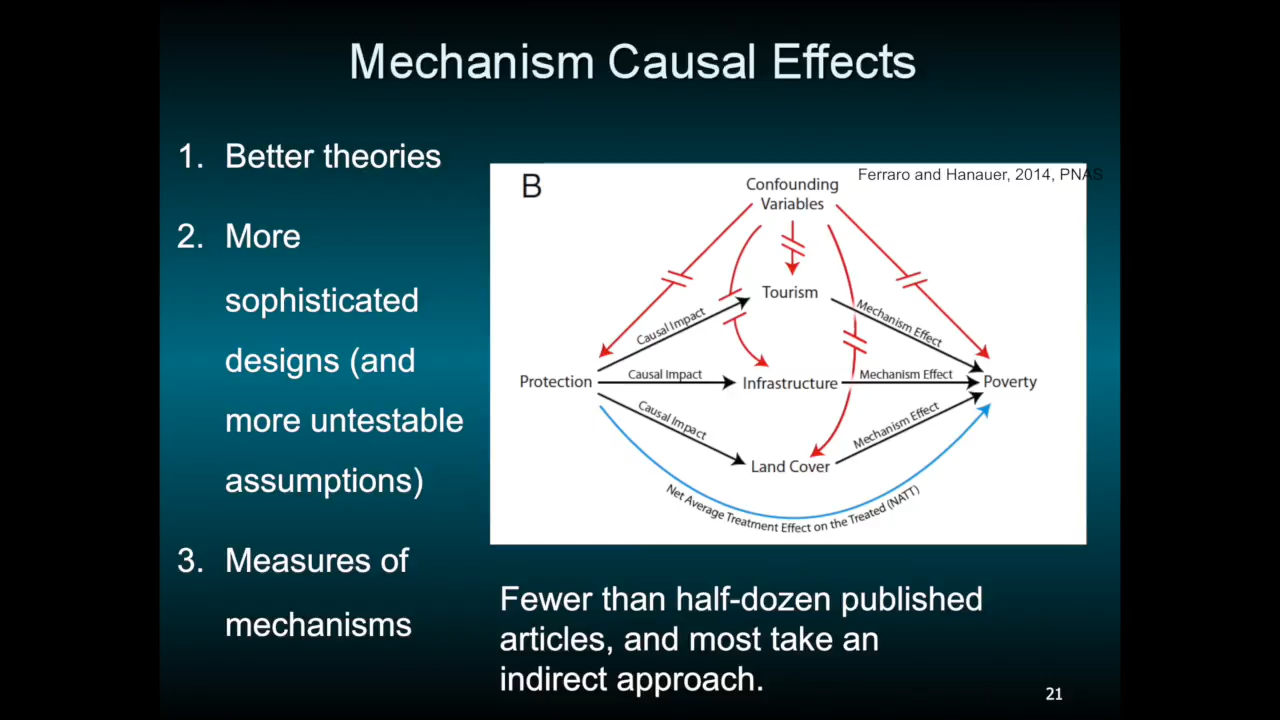 Mechanism Causal Effects
1. Better theories
2. More
sophisticated
designs (and
more untestable
assumptions)
3. Measures of
mechanisms
B
Ferraro and Hanauer, 2014, PNAS
Confounding
Variables
Tourism
Causal Impact
Mechanism Effect
Protection
Causal Impact
Infrastructure
Mechanism Effect
Poverty
Causal Impact
Mechanism Effect
Land Cover
Net Average Treatment Effect on the Treated (NATT)
Fewer than half-dozen published
articles, and most take an
indirect approach.
21